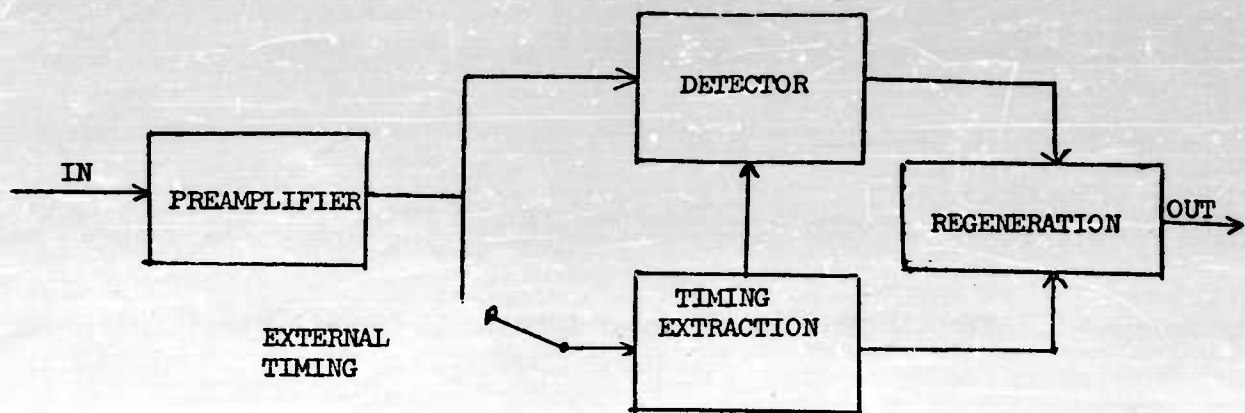 DETECTOR
IN
PREAMPLIFIER
OUT
REGENERATION
TIMING
EXTRACTION
EXTERNAL
TIMING